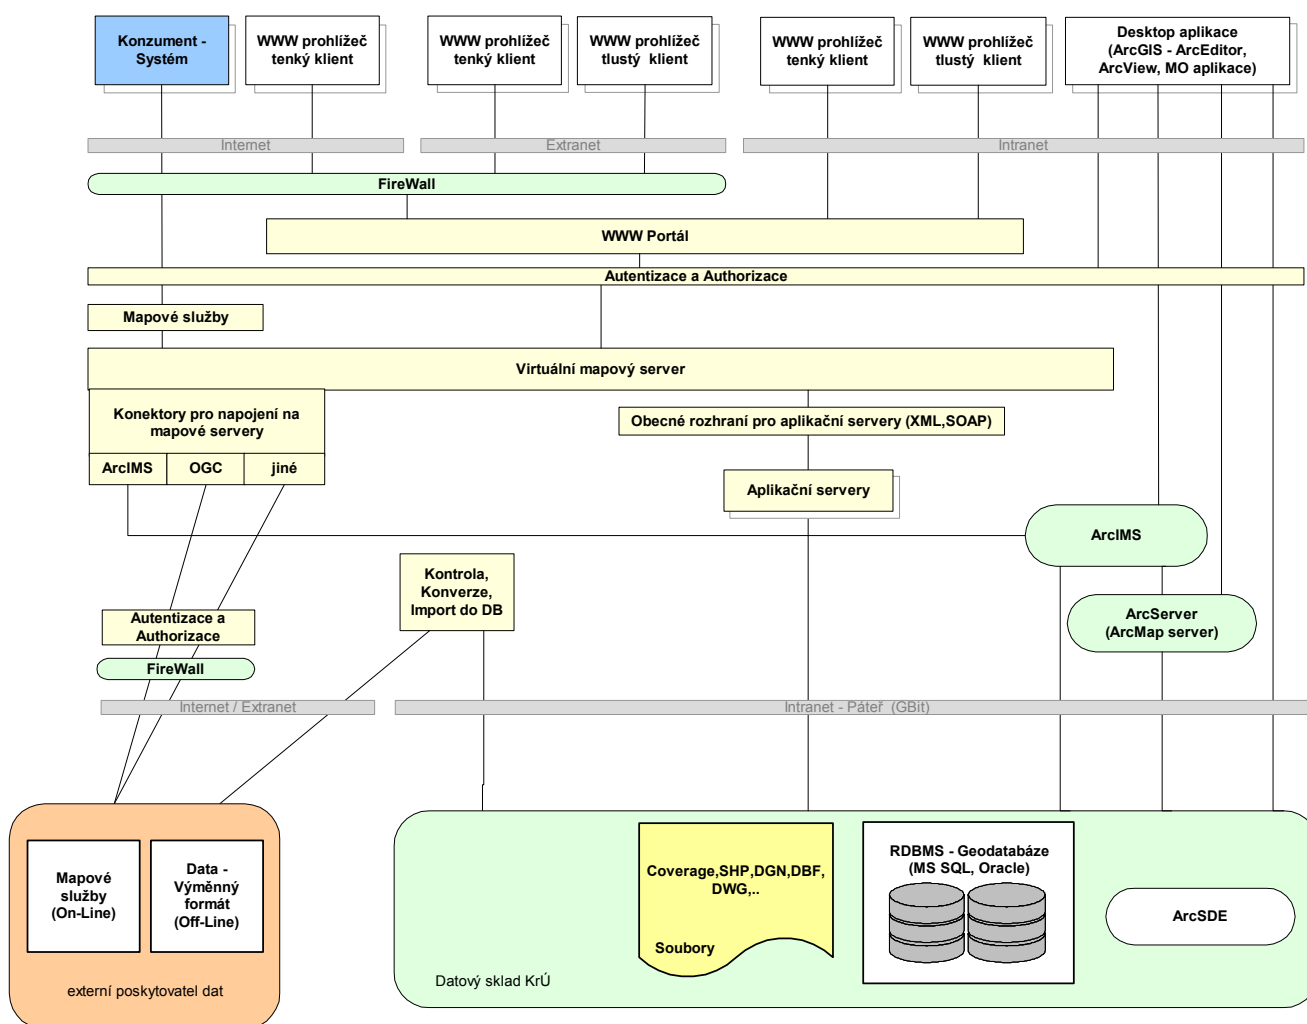 Konzument -
Systém
WWW prohlížeč
tenký klient
WWW prohlížeč
tenký klient
WWW prohlížeč
tlustý klient
WWW prohlížeč
tenký klient
WWW prohlížeč
tlustý klient
Desktop aplikace
(ArcGIS - ArcEditor,
ArcView, MO aplikace)
Internet
Extranet
Intranet
FireWall
WWW Portál
Autentizace a Authorizace
Mapové služby
Virtuální mapový server
Konektory pro napojení na
mapové servery
ArcIMS
OGC
jiné
Obecné rozhraní pro aplikační servery (XML,SOAP)
Aplikační servery
ArcIMS
Kontrola,
Konverze,
Import do DB
ArcServer
(ArcMap server)
Autentizace a
Authorizace
FireWall
Internet / Extranet
Intranet - Páteř (GBit)
Mapové
služby
(On-Line)
Data -
Výměnný
formát
(Off-Line)
externí poskytovatel dat
Coverage,SHP,DGN,DBF,
DWG,..
Soubory
RDBMS - Geodatabáze
(MS SQL, Oracle)
ArcSDE
Datový sklad KrÚ